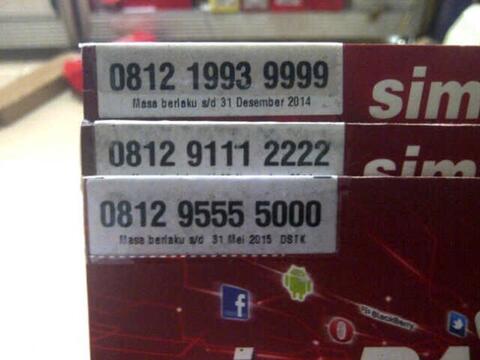 0812 1993 9999
Masa berlaku s/d 31 Desember 2014
sim
0812 9111 2222
sim
0812 9555 5000
Masa berlaku s/d 31 Mei 2015 DSTK
f
BlackBerry